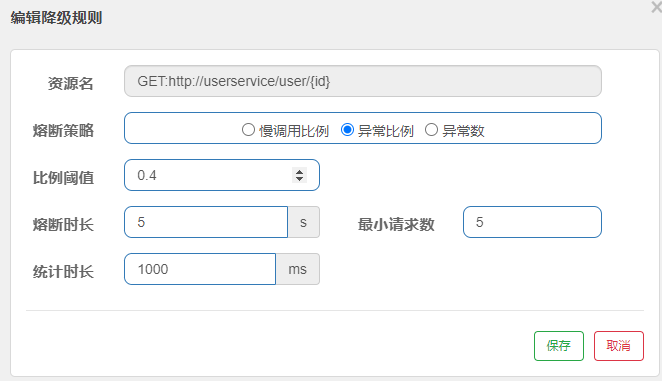 编辑降级规则
资源名 GET:http://userservice/user/{id}
熔断策略 慢调用比例 异常比例 异常数
比例阈值 0.4
熔断时长 5 s 最小请求数 5
统计时长 1000 ms
保存 取消